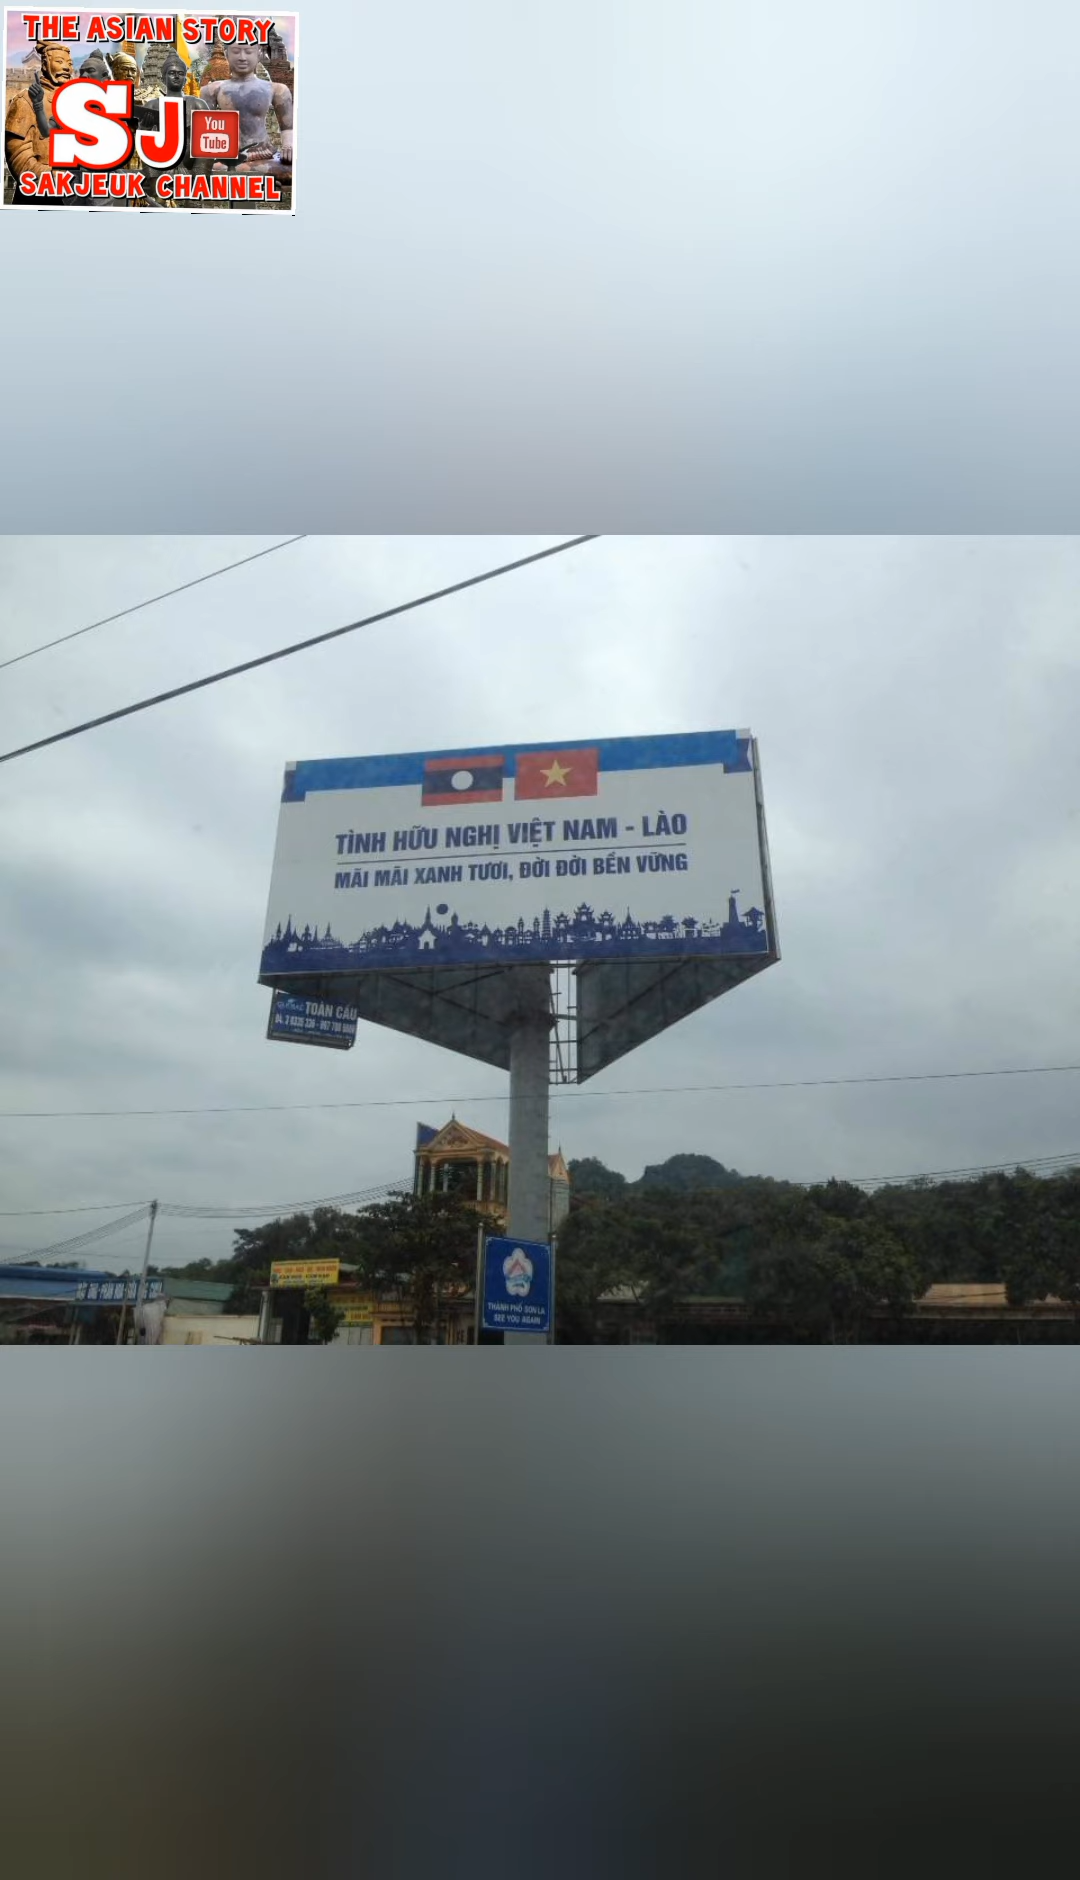 THE ASIAN STORY
SJ
You
Tube
SAKJEUK CHANNEL
TÌNH HỮU NGHỊ VIỆT NAM - LÀO
MÃI MÃI XANH TƯƠI, ĐỜI ĐỜI BỀN VỮNG
TOÀN CẦU
THÀNH PHỐ SƠN LA
SEE YOU AGAIN